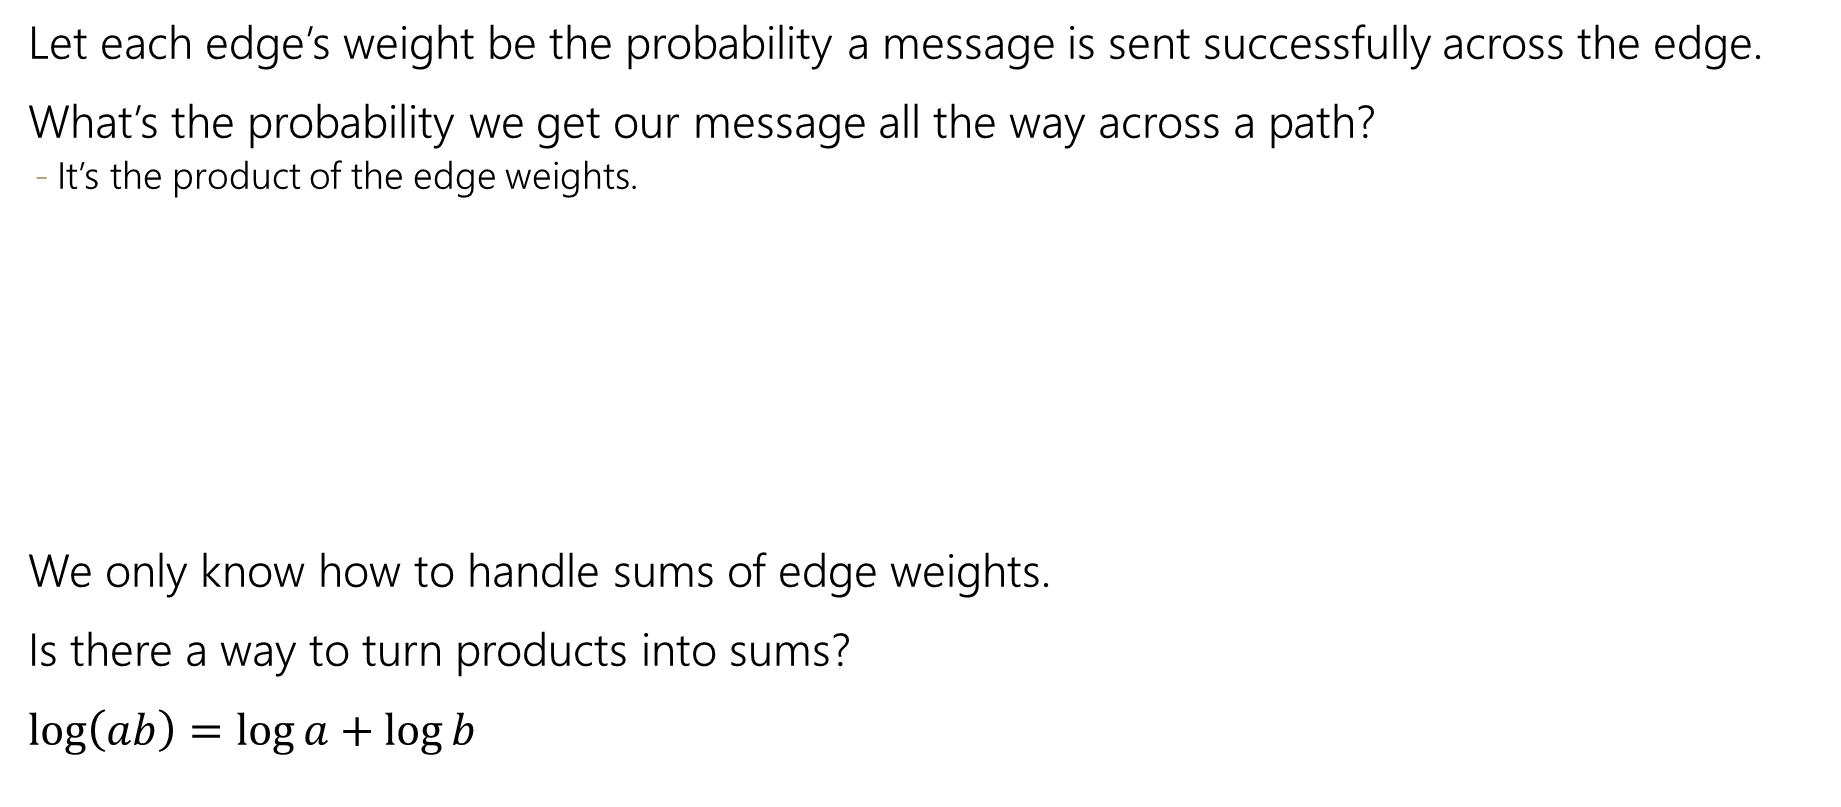 Let each edge’s weight be the probability a message is sent successfully across the edge.
What’s the probability we get our message all the way across a path?
- It’s the product of the edge weights.
We only know how to handle sums of edge weights.
Is there a way to turn products into sums?
log(ab) = log a + log b